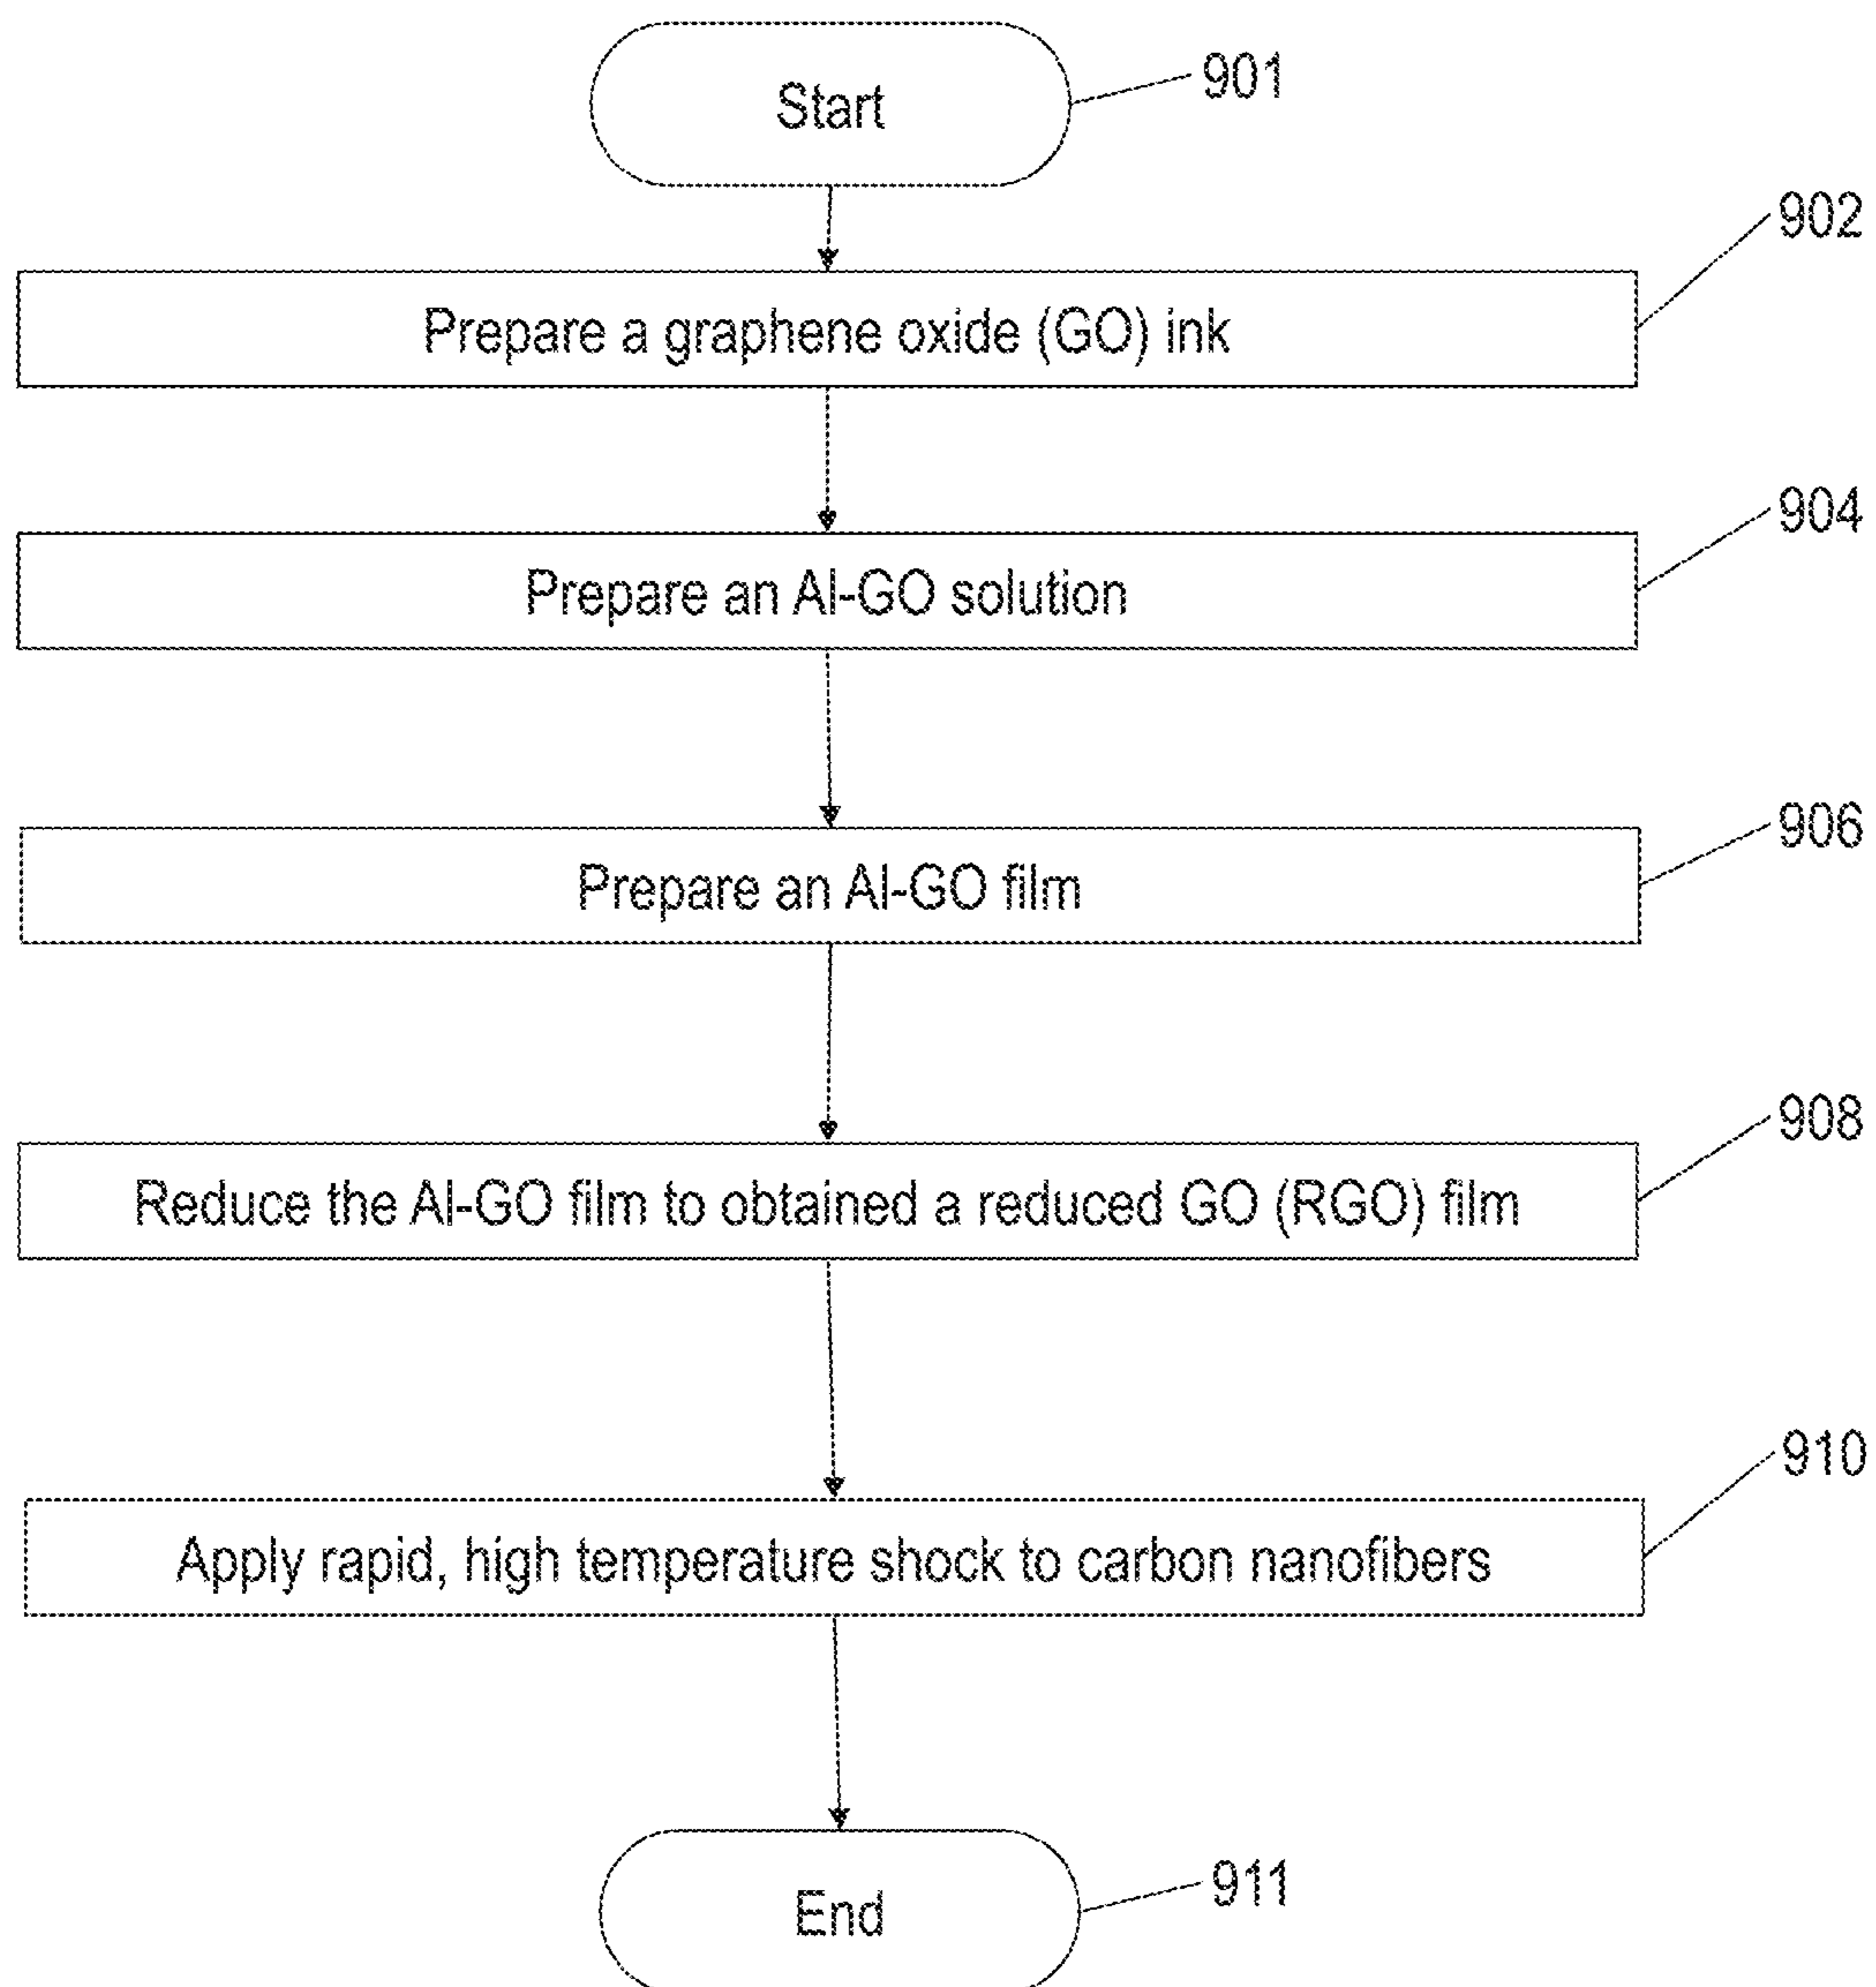 Start
901
902
Prepare a graphene oxide (GO) ink
904
Prepare an Al-GO solution
906
Prepare an Al-GO film
908
Reduce the Al-GO film to obtained a reduced GO (RGO) film
910
Apply rapid, high temperature shock to carbon nanofibers
911
End